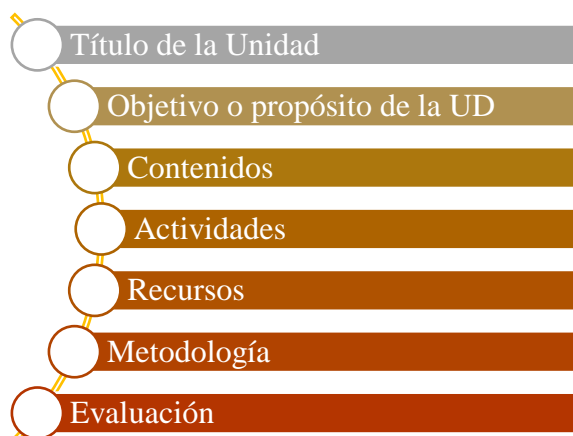 Título de la Unidad
Objetivo o propósito de la UD
Contenidos
Actividades
Recursos
Metodología
Evaluación